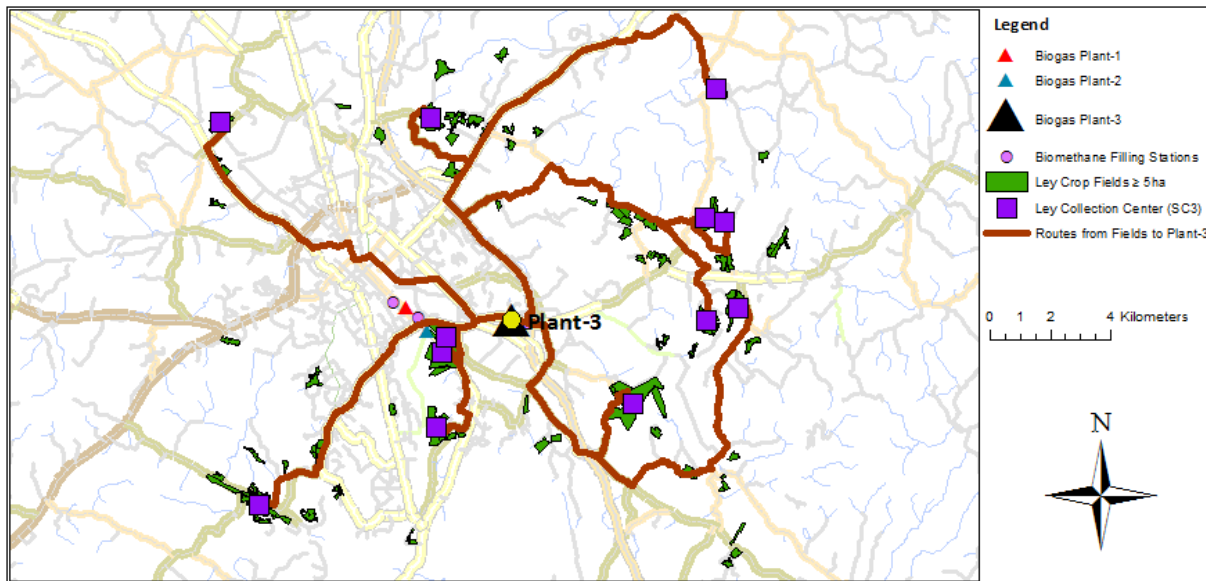 Legend
Biogas Plant-1
Biogas Plant-2
Biogas Plant-3
Biomethane Filling Stations
Ley Crop Fields ≥ 5ha
Ley Collection Center (SC3)
Routes from Fields to Plant-3
0 1 2 4 Kilometers
Plant-3
N